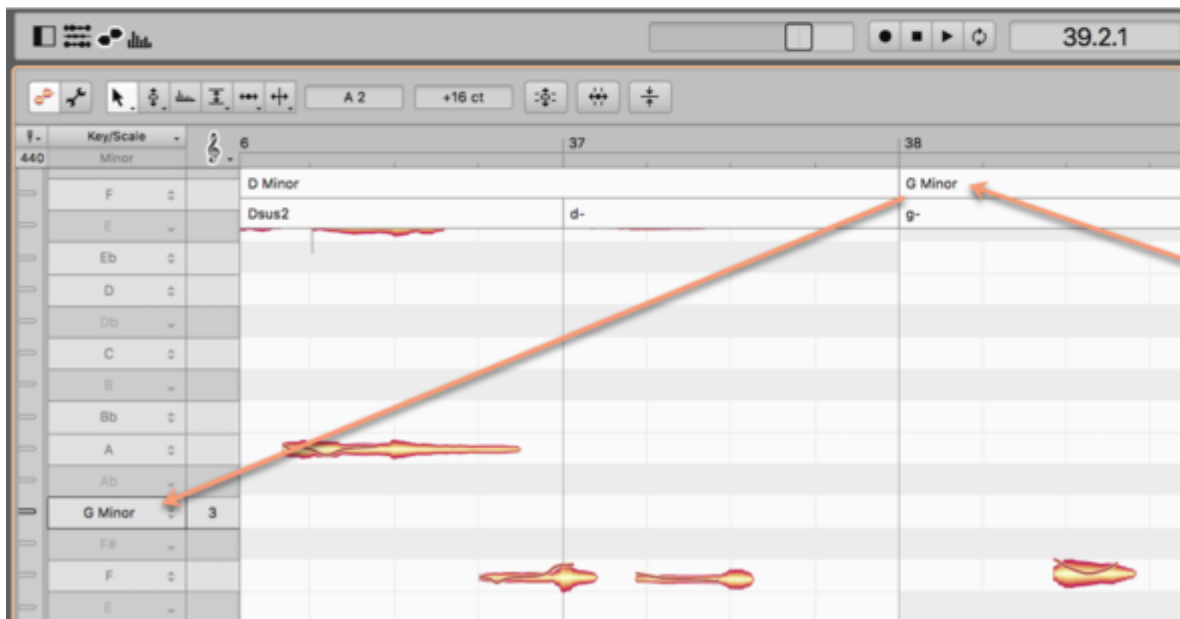 39.2.1
A 2 +16 ct
Key/Scale 6 37 38
440 Minor
F D Minor G Minor
E Dsus2 d- g-
Eb
D
Db
C
B
Bb
A
Ab
G Minor 3
F#
F
E